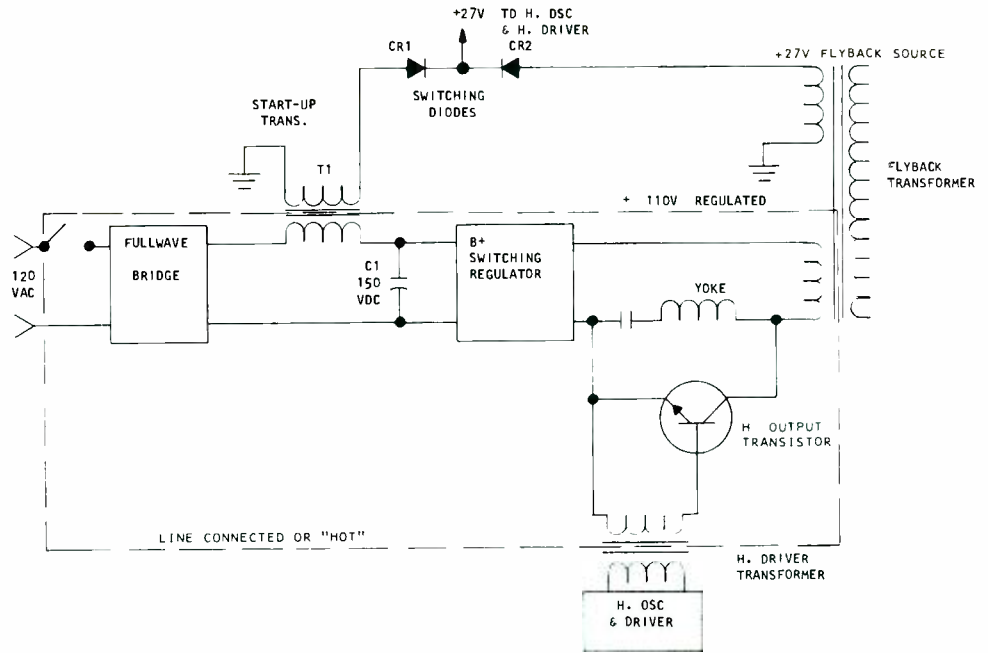 +27V TO H. OSC
& H. DRIVER
CR1
CR2
+27V FLYBACK SOURCE
SWITCHING
DIODES
START-UP
TRANS.
T1
FLYBACK
TRANSFORMER
+ 110V REGULATED
FULLWAVE
BRIDGE
B+
SWITCHING
REGULATOR
C1
150
VDC
120
VAC
YOKE
H OUTPUT
TRANSISTOR
LINE CONNECTED OR "HOT"
H. DRIVER
TRANSFORMER
H. OSC
& DRIVER